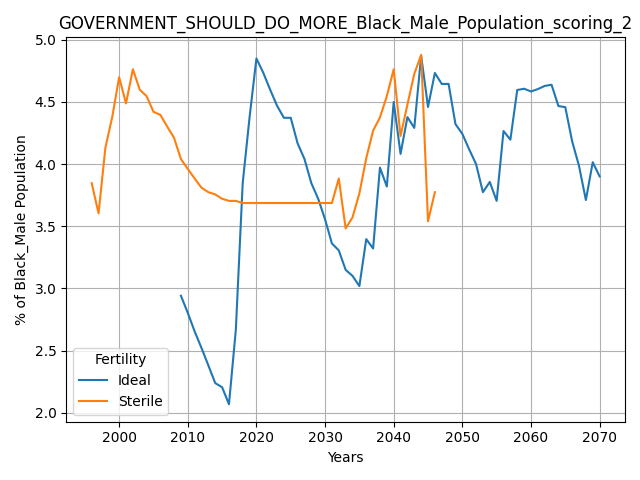 GOVERNMENT_SHOULD_DO_MORE_Black_Male_Population_scoring_2
% of Black_Male Population
5.0
4.5
4.0
3.5
3.0
2.5
2.0
Fertility
Ideal
Sterile
2000 2010 2020 2030 2040 2050 2060 2070
Years